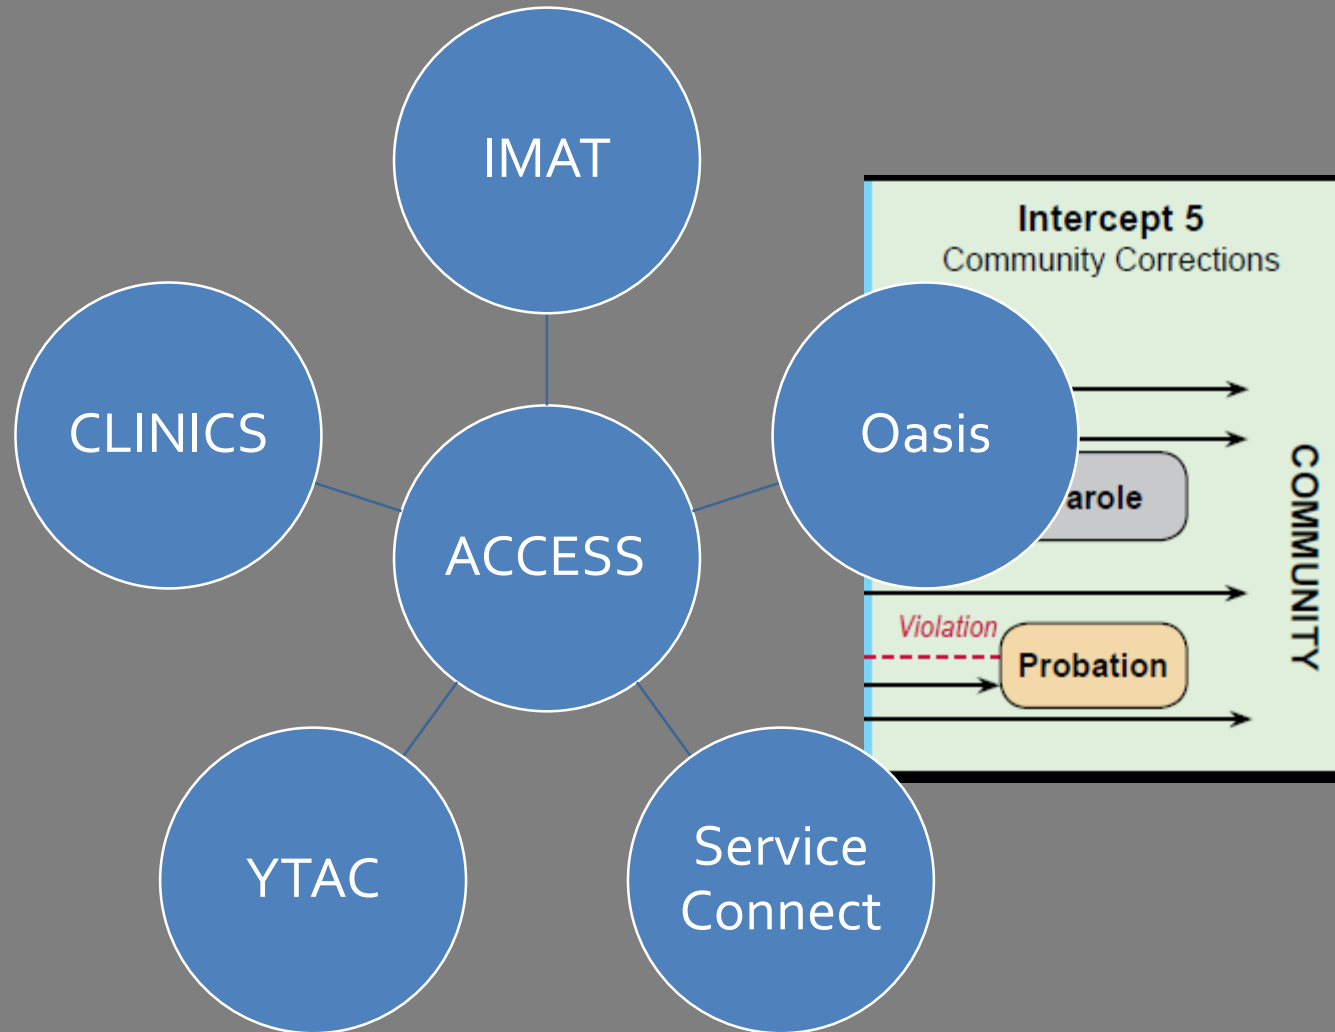 IMAT
Intercept 5
Community Corrections
CLINICS
Oasis
ACCESS
arole
COMMUNITY
Violation
Probation
YTAC
Service
Connect